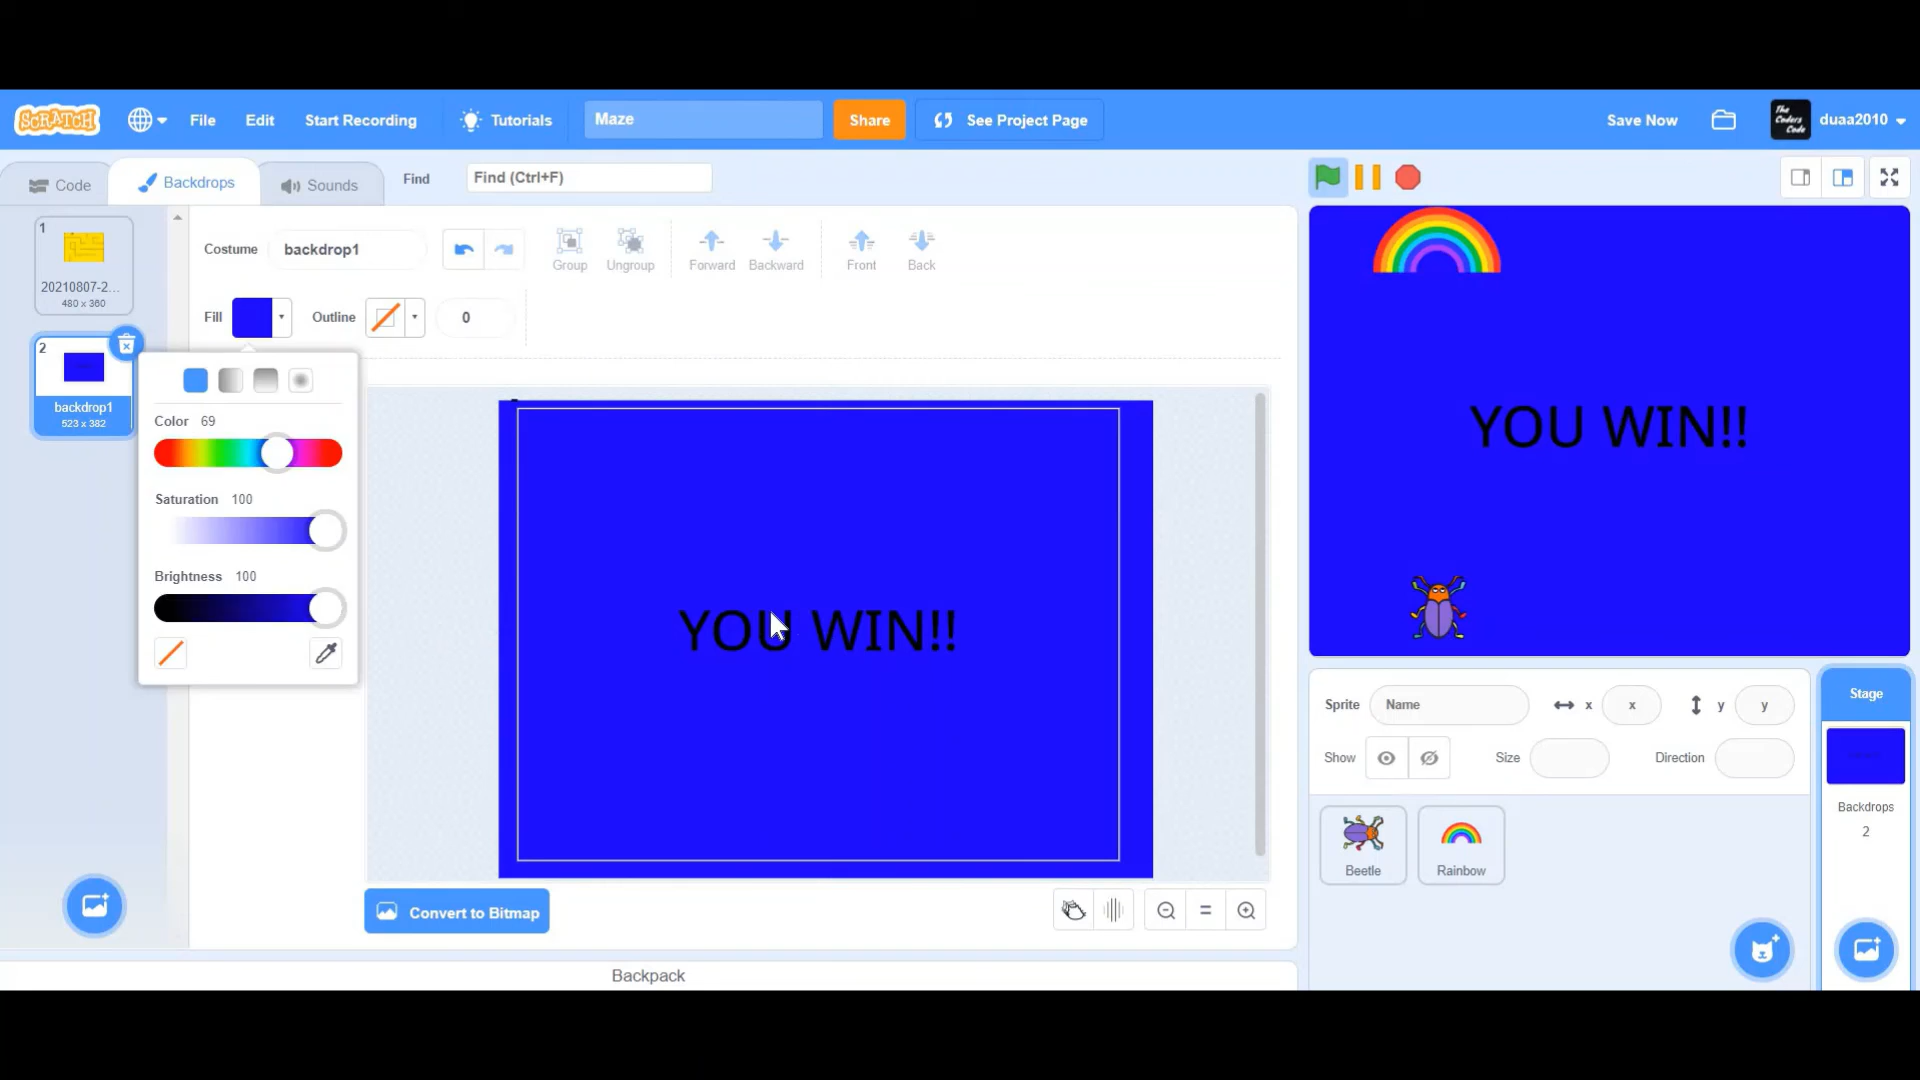 SCRATCH File Edit Start Recording Tutorials Maze Share See Project Page Save Now The Coders Code duaa2010
Code Backdrops Sounds Find Find (Ctrl+F)
1
20210807-2...
480 x 360
2
backdrop1
523 x 382
Costume backdrop1 Group Ungroup Forward Backward Front Back
Fill Outline 0
Color 69
Saturation 100
Brightness 100
YOU WIN!!
Convert to Bitmap
Backpack
YOU WIN!!
Sprite Name x x y y
Show Size Direction
Beetle Rainbow
Stage
Backdrops
2